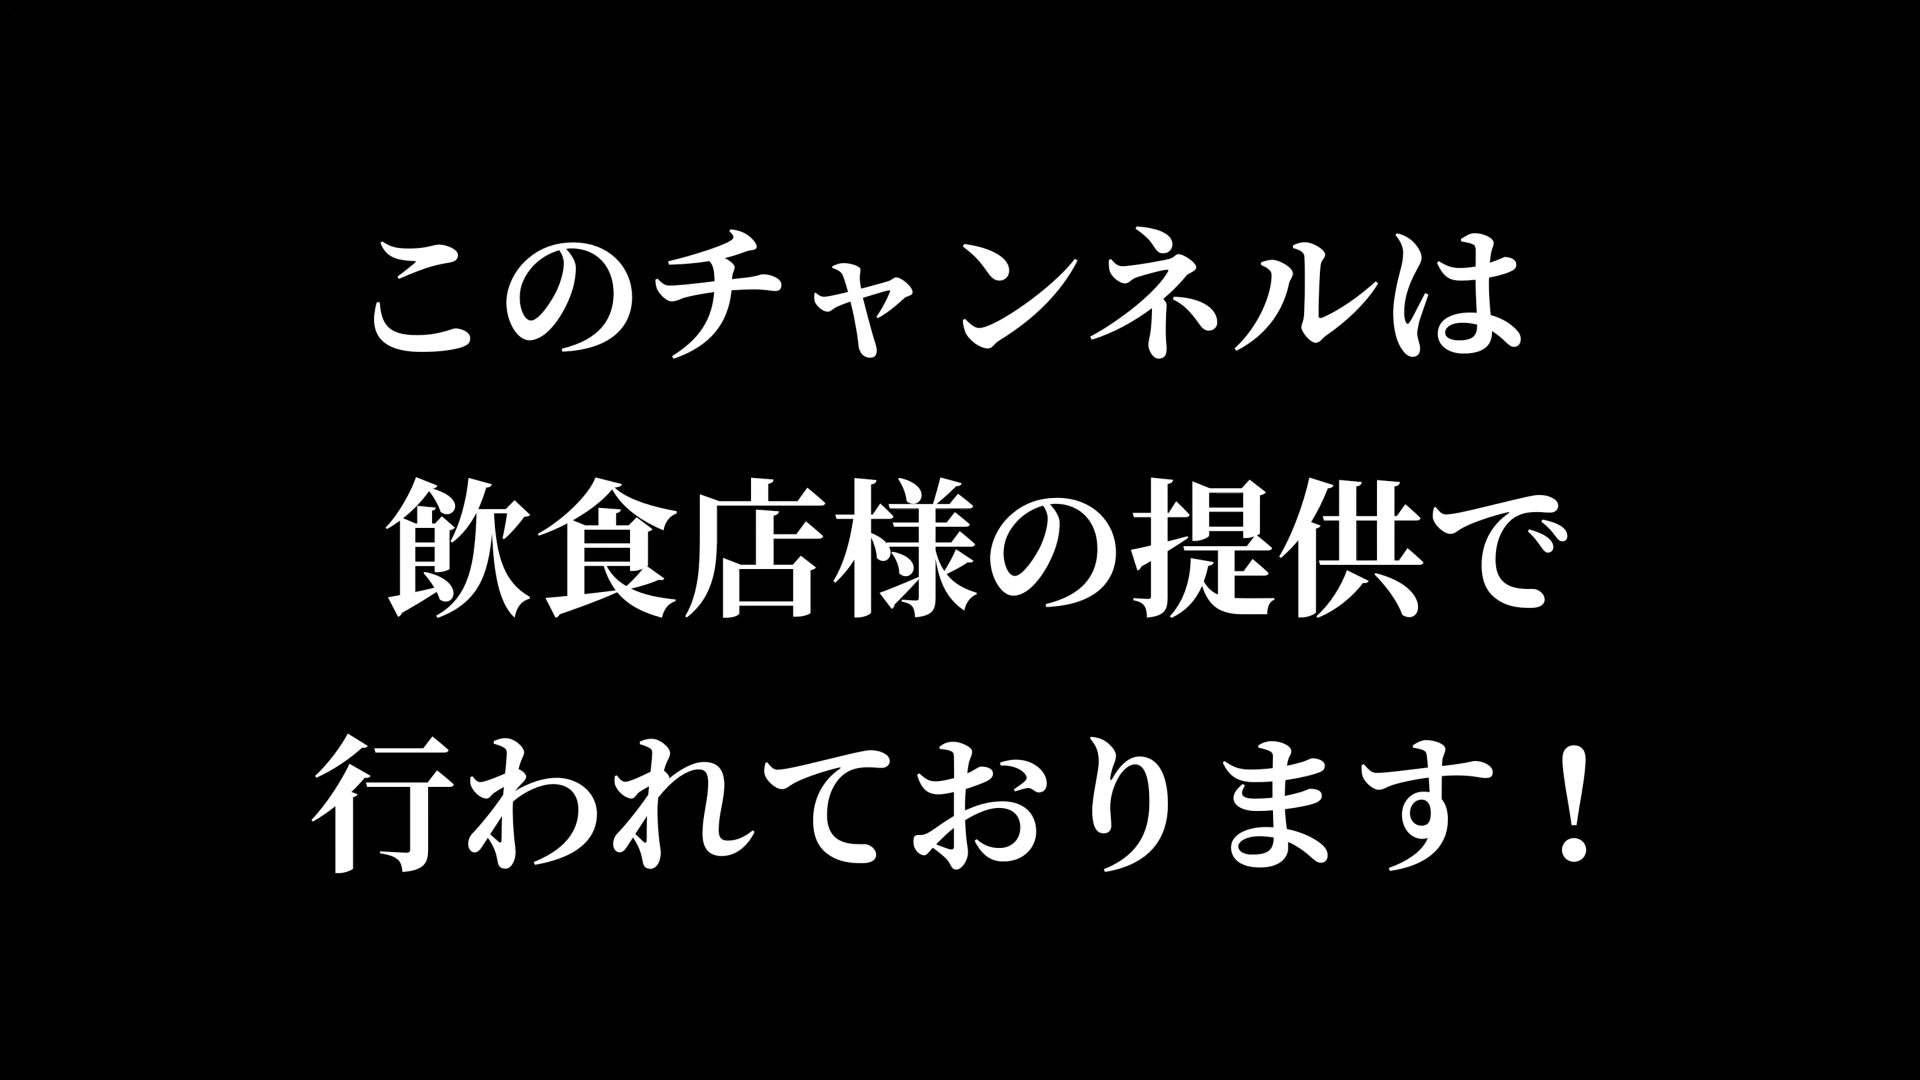 このチャンネルは
飲食店様の提供で
行われております！